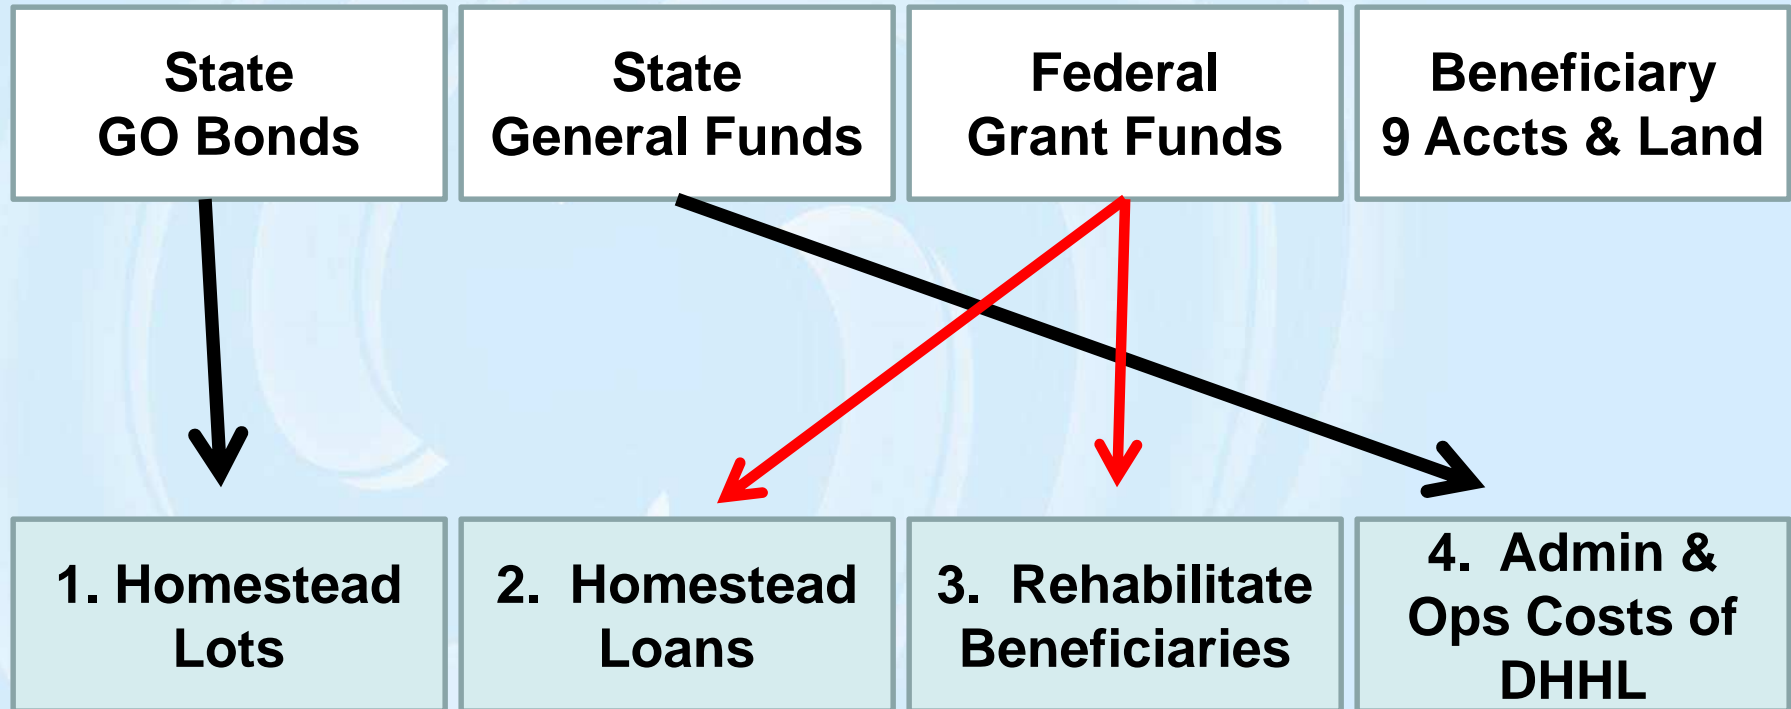 State
GO Bonds
State
General Funds
Federal
Grant Funds
Beneficiary
9 Accts & Land
1. Homestead
Lots
2. Homestead
Loans
3. Rehabilitate
Beneficiaries
4. Admin &
Ops Costs of
DHHL